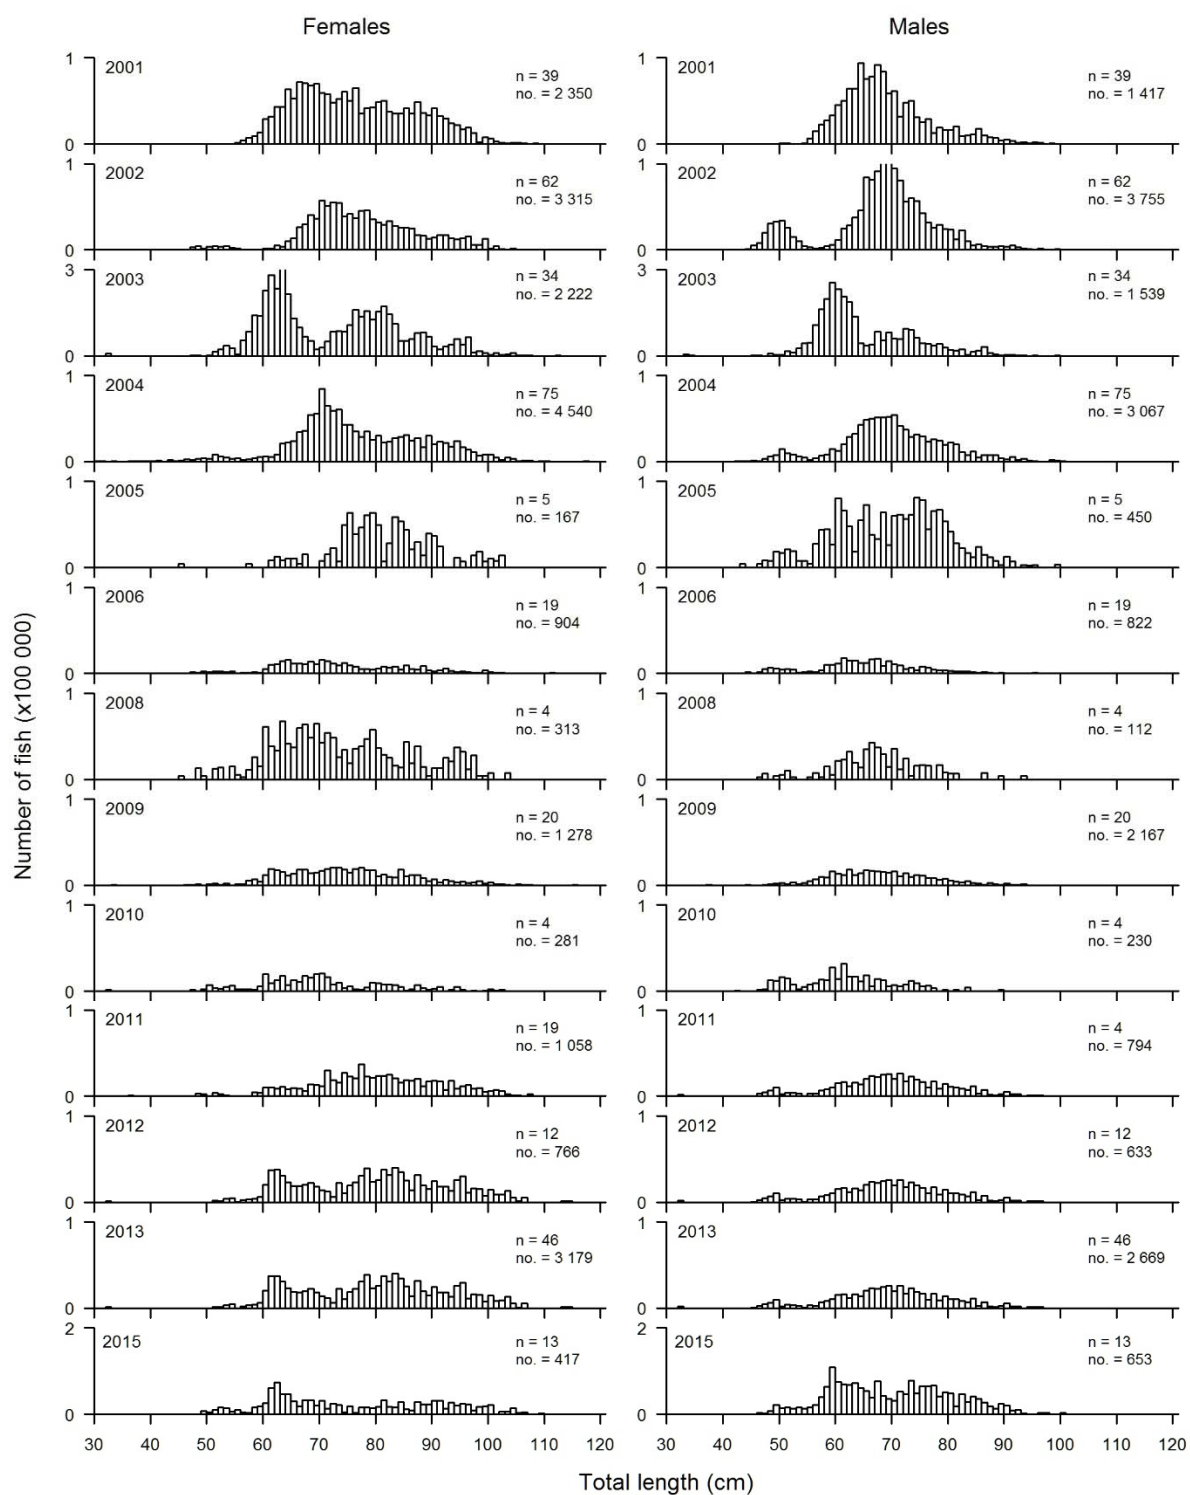 Females Males
1 2001 n = 39 no. = 2 350 0
1 2001 n = 39 no. = 1 417 0
1 2002 n = 62 no. = 3 315 0
1 2002 n = 62 no. = 3 755 0
3 2003 n = 34 no. = 2 222 0
3 2003 n = 34 no. = 1 539 0
1 2004 n = 75 no. = 4 540 0
1 2004 n = 75 no. = 3 067 0
1 2005 n = 5 no. = 167 0
1 2005 n = 5 no. = 450 0
1 2006 n = 19 no. = 904 0
1 2006 n = 19 no. = 822 0
1 2008 n = 4 no. = 313 0
1 2008 n = 4 no. = 112 0
1 2009 n = 20 no. = 1 278 0
1 2009 n = 20 no. = 2 167 0
1 2010 n = 4 no. = 281 0
1 2010 n = 4 no. = 230 0
1 2011 n = 19 no. = 1 058 0
1 2011 n = 4 no. = 794 0
1 2012 n = 12 no. = 766 0
1 2012 n = 12 no. = 633 0
1 2013 n = 46 no. = 3 179 0
1 2013 n = 46 no. = 2 669 0
2 2015 n = 13 no. = 417 0
2 2015 n = 13 no. = 653 0
30 40 50 60 70 80 90 100 110 120
30 40 50 60 70 80 90 100 110 120
Number of fish (x100 000)
Total length (cm)